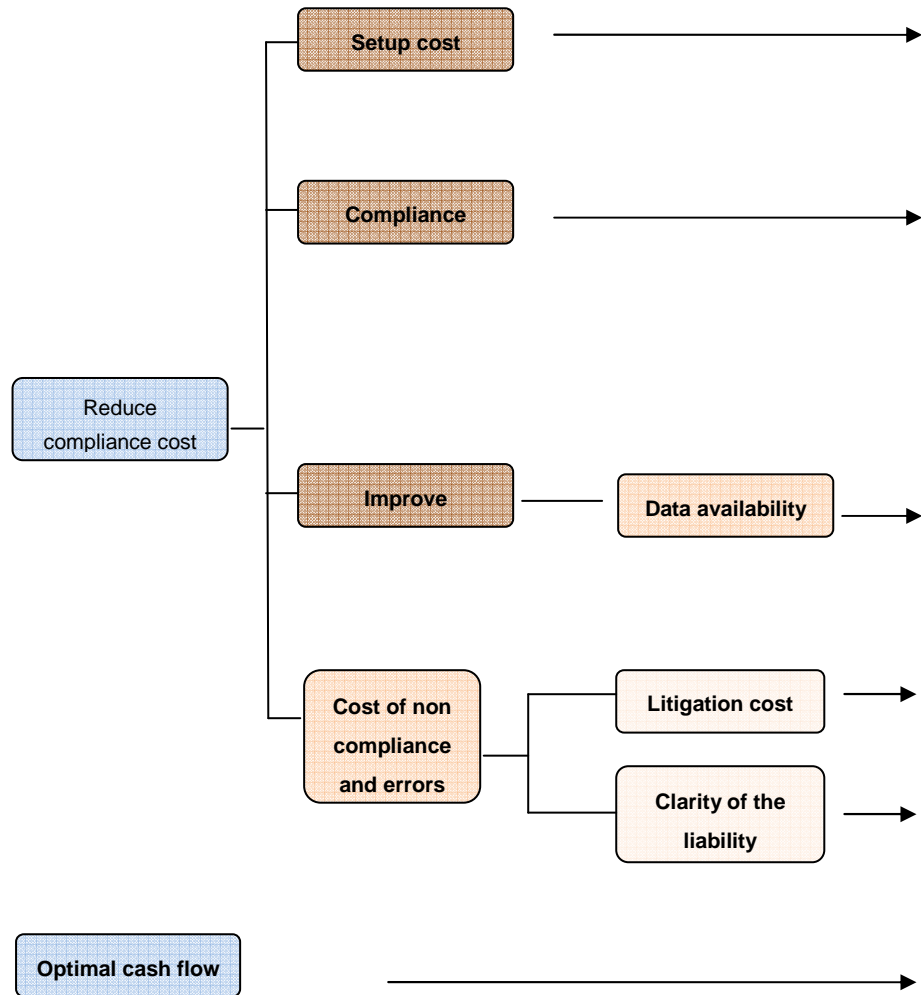 Setup cost
Compliance
Reduce
compliance cost
Improve
Data availability
Cost of non
compliance
and errors
Litigation cost
Clarity of the
liability
Optimal cash flow